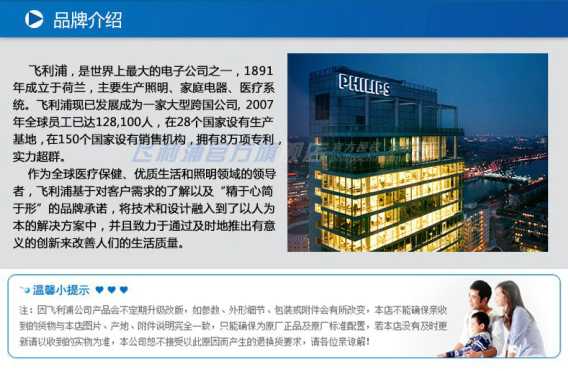 品牌介绍
飞利浦，是世界上最大的电子公司之一，1891
年成立于荷兰，主要生产照明、家庭电器、医疗系
统。飞利浦现已发展成为一家大型跨国公司, 2007
年全球员工已达128,100人，在28个国家设有生产
基地，在150个国家设有销售机构，拥有8万项专利，
实力超群。
作为全球医疗保健、优质生活和照明领域的领导
者，飞利浦基于对客户需求的了解以及“精于心简
于形”的品牌承诺，将技术和设计融入到了以人为
本的解决方案中，并且致力于通过及时地推出有意
义的创新来改善人们的生活质量。
PHILIPS
飞利浦官方旗舰店
温馨小提示 ♥ ♥ ♥
注：因飞利浦公司产品会不定期升级改版，如参数、外形细节、包装或附件会有所改变，本店不能确保亲收
到的货物与本店图片、产地、附件说明完全一致，只能确保为原厂正品及原厂标准配置，若本店没有及时更
新请以收到的实物为准，本公司恕不接受以此原因而产生的退换货要求，请各位亲谅解！